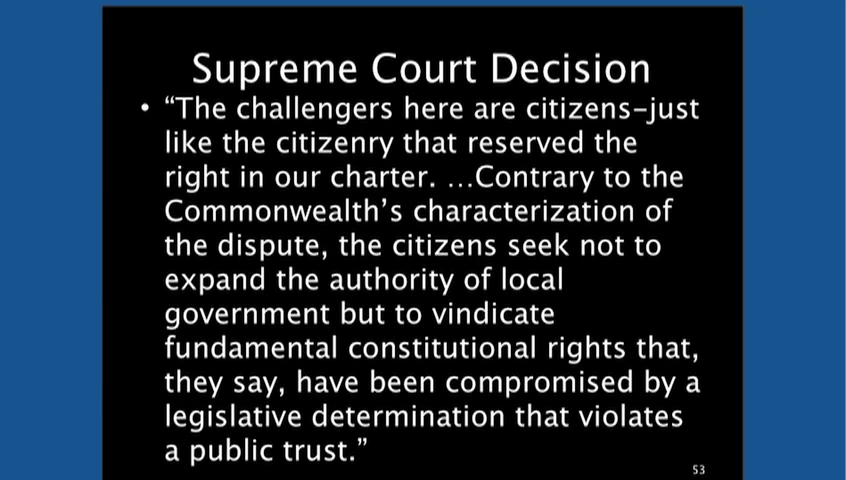 Supreme Court Decision
• “The challengers here are citizens–just
like the citizenry that reserved the
right in our charter. …Contrary to the
Commonwealth’s characterization of
the dispute, the citizens seek not to
expand the authority of local
government but to vindicate
fundamental constitutional rights that,
they say, have been compromised by a
legislative determination that violates
a public trust.”
53